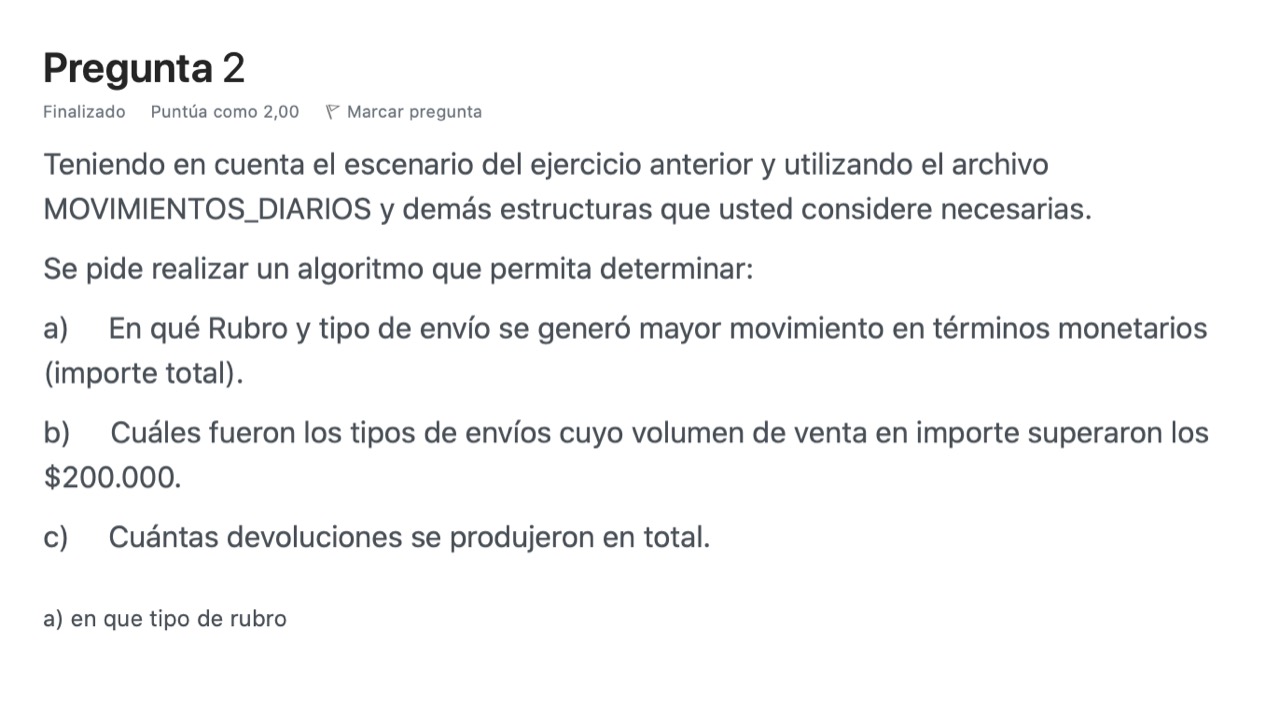 Pregunta 2
Finalizado Puntúa como 2,00 Marcar pregunta
Teniendo en cuenta el escenario del ejercicio anterior y utilizando el archivo
MOVIMIENTOS_DIARIOS y demás estructuras que usted considere necesarias.
Se pide realizar un algoritmo que permita determinar:
a) En qué Rubro y tipo de envío se generó mayor movimiento en términos monetarios
(importe total).
b) Cuáles fueron los tipos de envíos cuyo volumen de venta en importe superaron los
$200.000.
c) Cuántas devoluciones se produjeron en total.
a) en que tipo de rubro